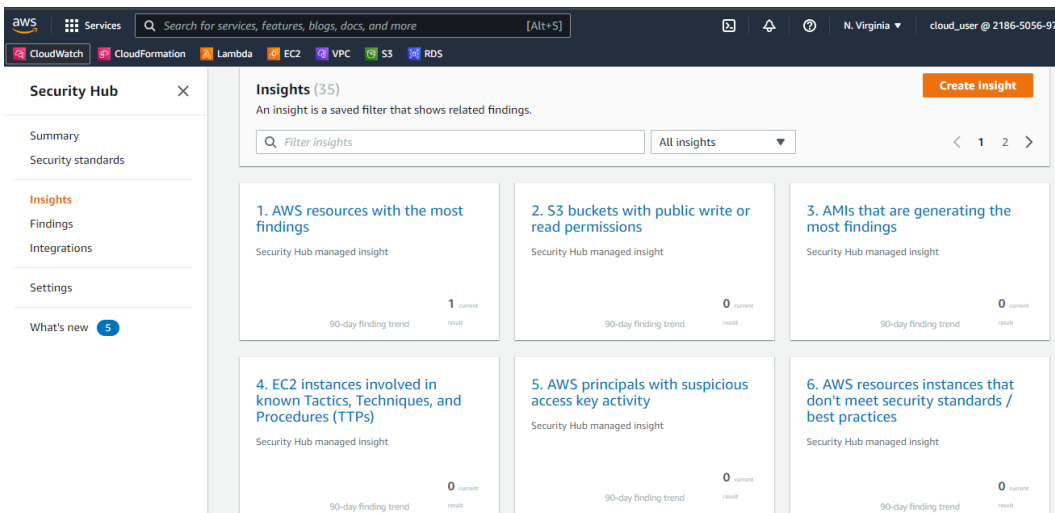 aws
Services
Search for services, features, blogs, docs, and more
[Alt+S]
N. Virginia ▼
cloud_user @ 2186-5056-97
CloudWatch
CloudFormation
Lambda
EC2
VPC
S3
RDS
Security Hub
Summary
Security standards
Insights
Findings
Integrations
Settings
What's new 5
Insights (35)
Create insight
An insight is a saved filter that shows related findings.
Filter insights
All insights
1 2
1. AWS resources with the most
findings
Security Hub managed insight
1 current
90-day finding trend result
2. S3 buckets with public write or
read permissions
Security Hub managed insight
0 current
90-day finding trend result
3. AMIs that are generating the
most findings
Security Hub managed insight
0 current
90-day finding trend result
4. EC2 instances involved in
known Tactics, Techniques, and
Procedures (TTPs)
Security Hub managed insight
0 current
90-day finding trend result
5. AWS principals with suspicious
access key activity
Security Hub managed insight
0 current
90-day finding trend result
6. AWS resources instances that
don't meet security standards /
best practices
Security Hub managed insight
0 current
90-day finding trend result